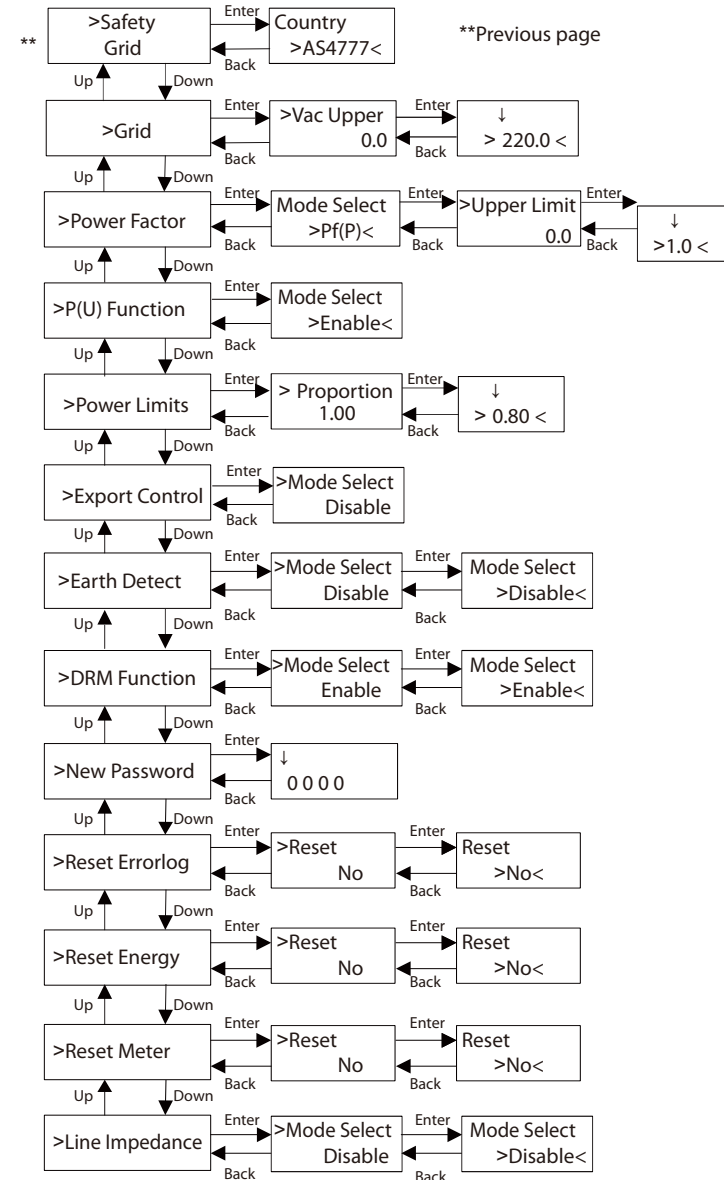 **
>Safety
Grid
Enter
Back
Country
>AS4777<
**Previous page
Up
Down
>Grid
Enter
Back
>Vac Upper
0.0
Enter
Back
↓
> 220.0 <
Up
Down
>Power Factor
Enter
Back
Mode Select
>Pf(P)<
Enter
Back
>Upper Limit
0.0
Enter
Back
↓
>1.0 <
Up
Down
>P(U) Function
Enter
Back
Mode Select
>Enable<
Up
Down
>Power Limits
Enter
Back
> Proportion
1.00
Enter
Back
↓
> 0.80 <
Up
Down
>Export Control
Enter
Back
>Mode Select
Disable
Up
Down
>Earth Detect
Enter
Back
>Mode Select
Disable
Enter
Back
Mode Select
>Disable<
Up
Down
>DRM Function
Enter
Back
>Mode Select
Enable
Enter
Back
Mode Select
>Enable<
Up
Down
>New Password
Enter
Back
↓
0 0 0 0
Up
Down
>Reset Errorlog
Enter
Back
>Reset
No
Enter
Back
Reset
>No<
Up
Down
>Reset Energy
Enter
Back
>Reset
No
Enter
Back
Reset
>No<
Up
Down
>Reset Meter
Enter
Back
>Reset
No
Enter
Back
Reset
>No<
Up
Down
>Line Impedance
Enter
Back
>Mode Select
Disable
Enter
Back
Mode Select
>Disable<